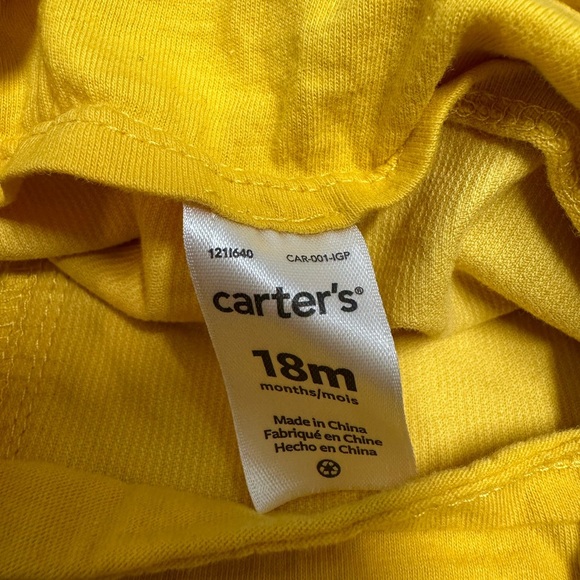 121I640 CAR-001-IGP
carter's®
18m
months/mois
Made in China
Fabriqué en Chine
Hecho en China